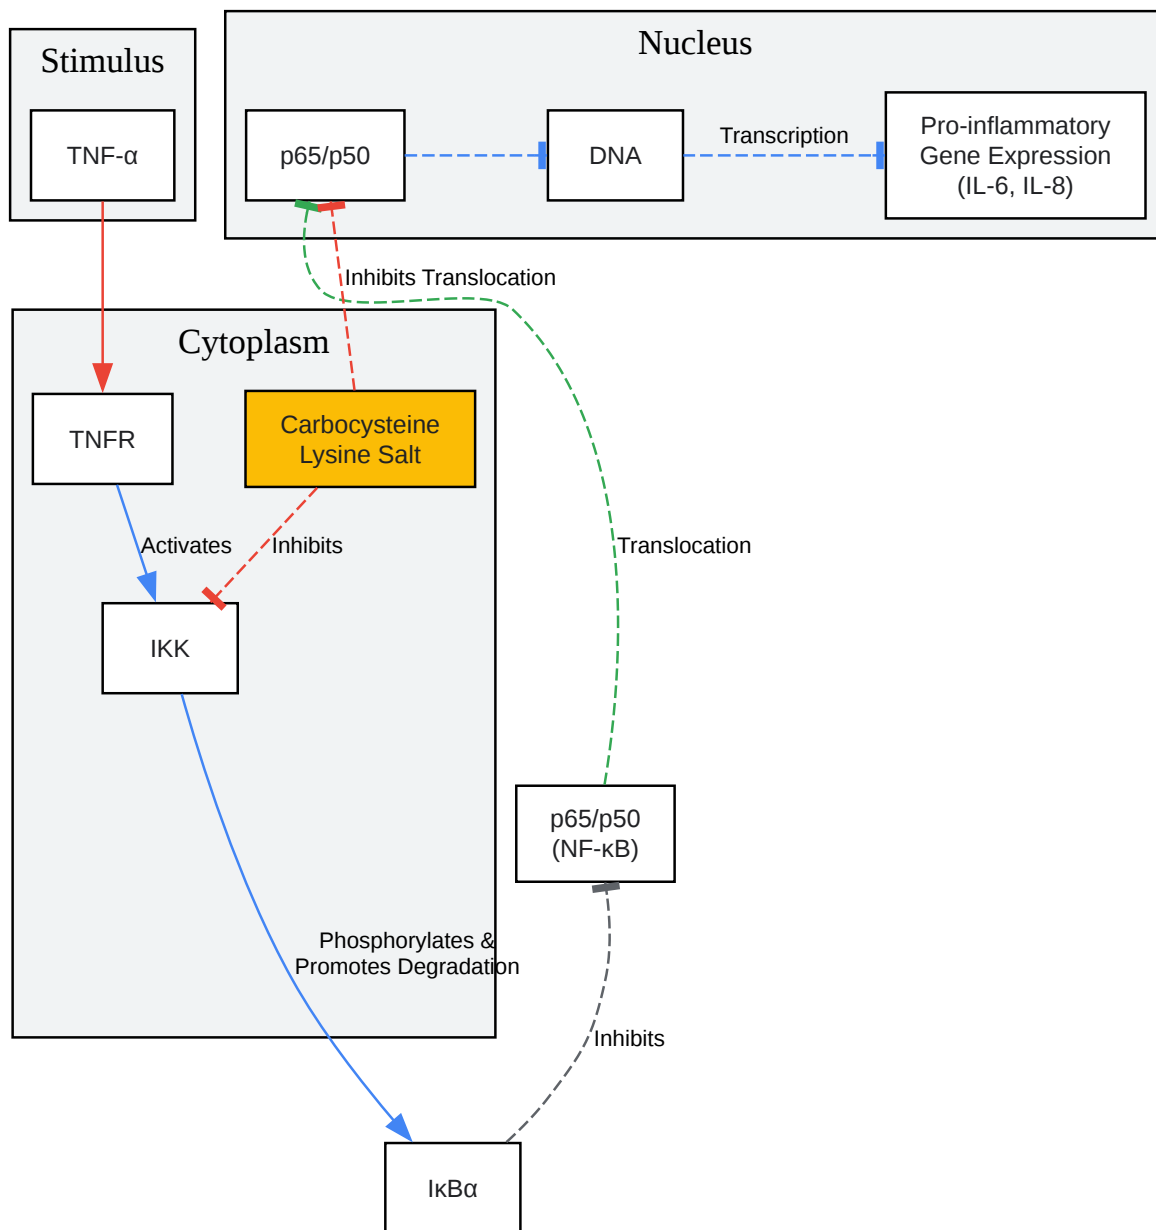 Stimulus
TNF-α
Nucleus
p65/p50
DNA
Transcription
Pro-inflammatory
Gene Expression
(IL-6, IL-8)
Inhibits Translocation
Cytoplasm
TNFR
Carbocysteine
Lysine Salt
Activates
Inhibits
Translocation
IKK
p65/p50
(NF-κB)
Phosphorylates &
Promotes Degradation
Inhibits
IκBα